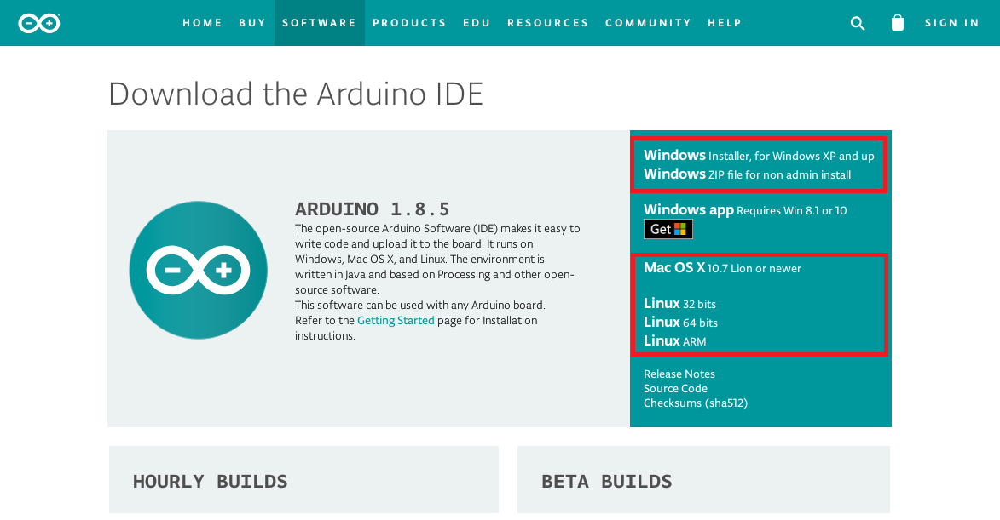 HOME BUY SOFTWARE PRODUCTS EDU RESOURCES COMMUNITY HELP SIGN IN
Download the Arduino IDE
ARDUINO 1.8.5
The open-source Arduino Software (IDE) makes it easy to
write code and upload it to the board. It runs on
Windows, Mac OS X, and Linux. The environment is
written in Java and based on Processing and other open-
source software.
This software can be used with any Arduino board.
Refer to the Getting Started page for Installation
instructions.
Windows Installer, for Windows XP and up
Windows ZIP file for non admin install
Windows app Requires Win 8.1 or 10
Get
Mac OS X 10.7 Lion or newer
Linux 32 bits
Linux 64 bits
Linux ARM
Release Notes
Source Code
Checksums (sha512)
HOURLY BUILDS
BETA BUILDS